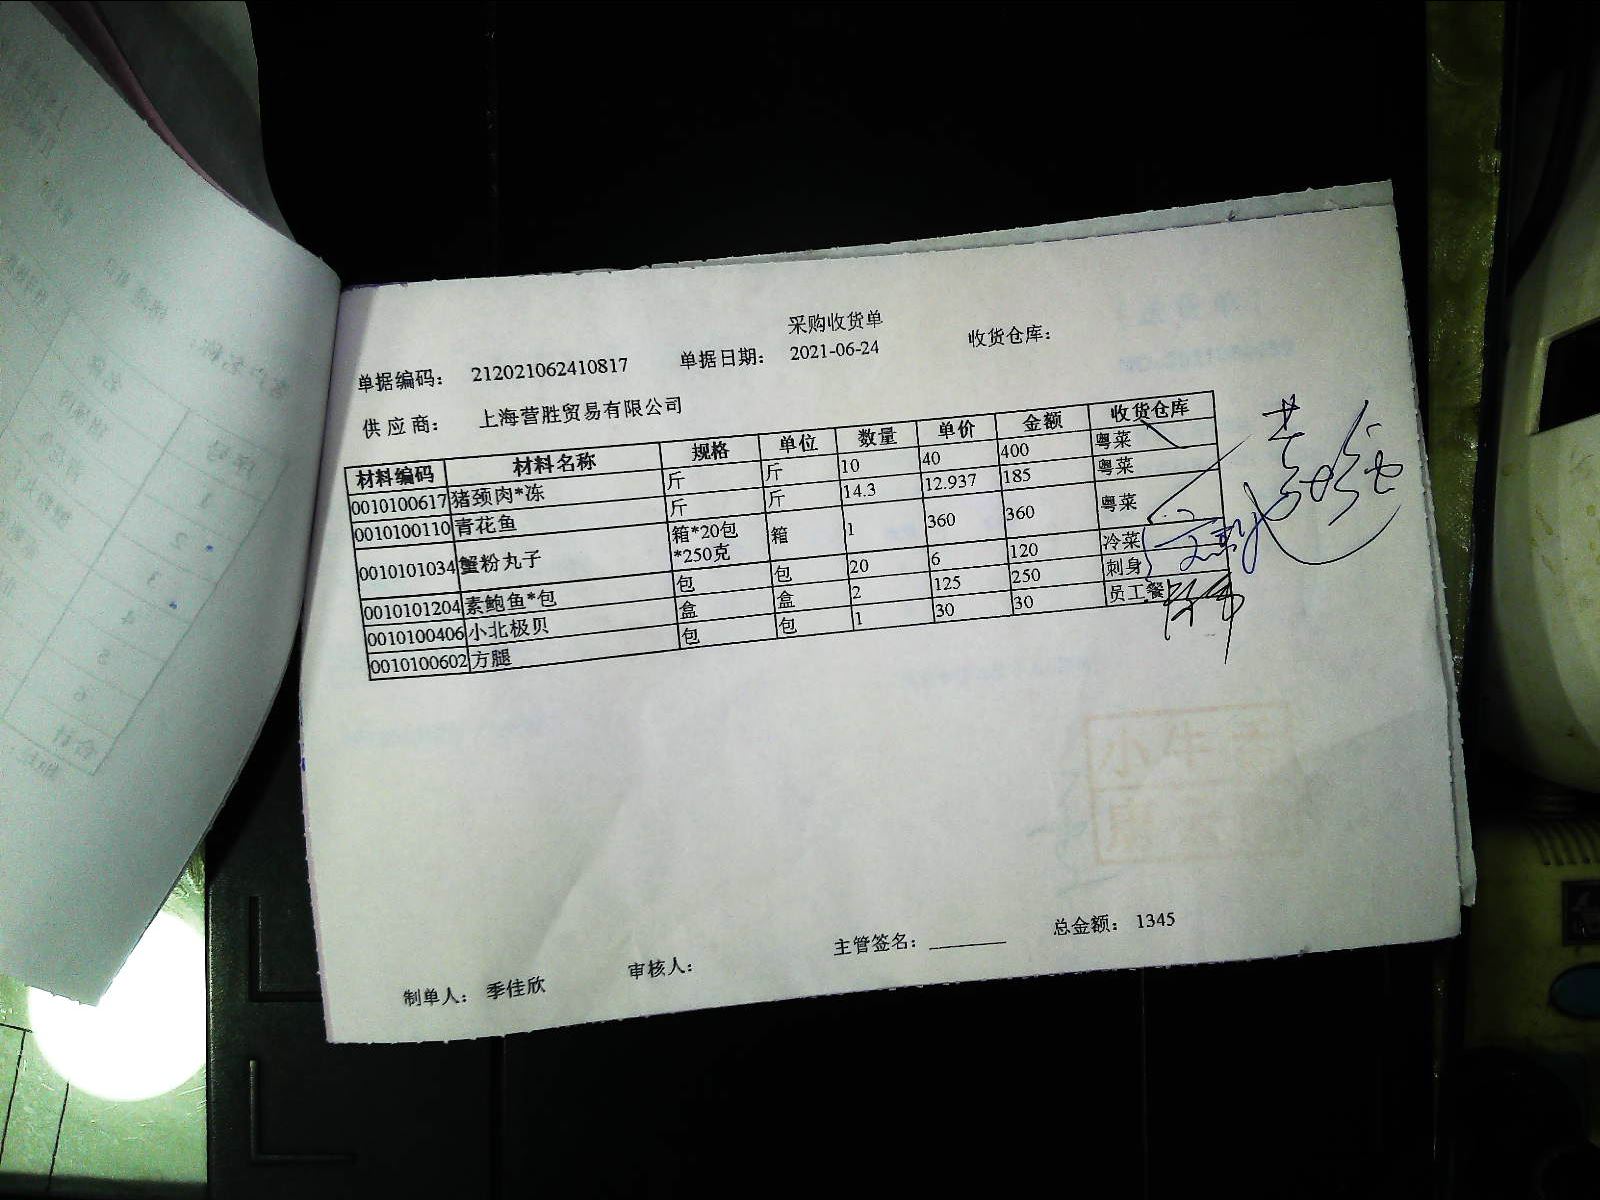 采购收货单
单据编码： 212021062410817 单据日期： 2021-06-24 收货仓库：
供 应 商： 上海营胜贸易有限公司
材料编码 材料名称 规格 单位 数量 单价 金额 收货仓库
0010100617 猪颈肉*冻 斤 斤 10 40 400 粤菜
0010100110 青花鱼 斤 斤 14.3 12.937 185 粤菜
0010101034 蟹粉丸子 箱*20包*250克 箱 1 360 360 粤菜
0010101204 素鲍鱼*包 包 包 20 6 120 冷菜
0010100406 小北极贝 盒 盒 2 125 250 刺身
0010100602 方腿 包 包 1 30 30 员工餐
制单人： 季佳欣 审核人： 主管签名： 总金额： 1345